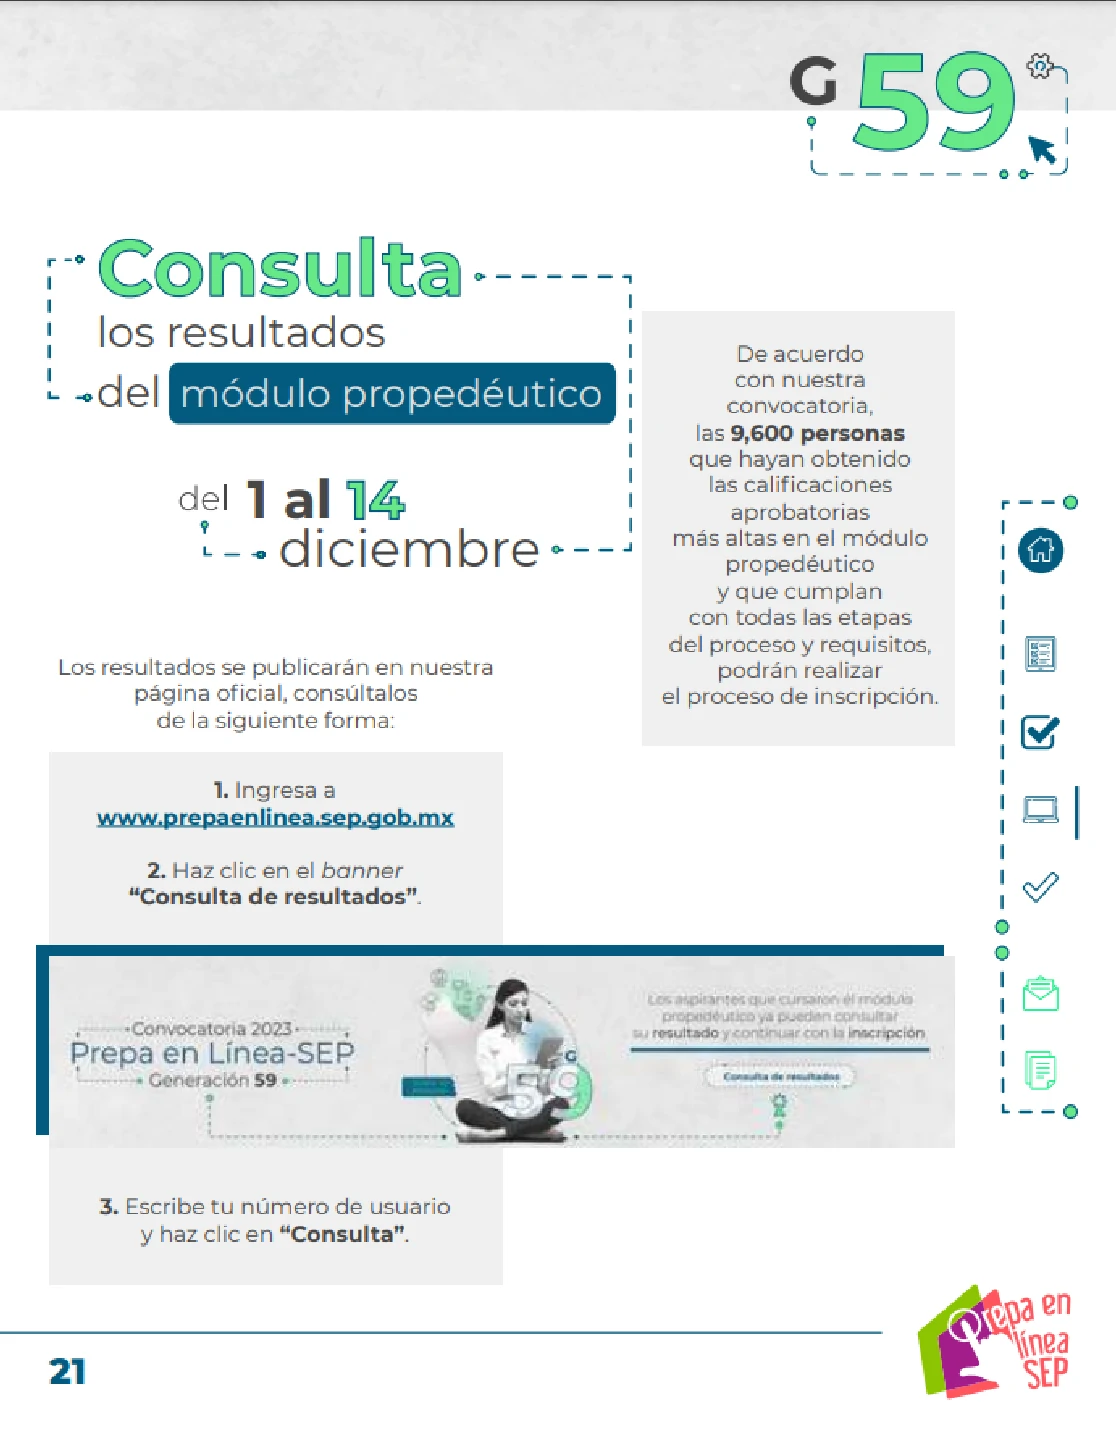 G 59
Consulta
los resultados
del módulo propedéutico
del 1 al 14
diciembre
De acuerdo
con nuestra
convocatoria,
las 9,600 personas
que hayan obtenido
las calificaciones
aprobatorias
más altas en el módulo
propedéutico
y que cumplan
con todas las etapas
del proceso y requisitos,
podrán realizar
el proceso de inscripción.
Los resultados se publicarán en nuestra
página oficial, consúltalos
de la siguiente forma:
1. Ingresa a
www.prepaenlinea.sep.gob.mx
2. Haz clic en el banner
“Consulta de resultados”.
Convocatoria 2023
Prepa en Línea-SEP
Generación 59
G
59
Los aspirantes que cursaron el módulo
propedéutico ya pueden consultar
su resultado y continuar con la inscripción
Consulta de resultados
3. Escribe tu número de usuario
y haz clic en “Consulta”.
21
Prepa en
línea
SEP